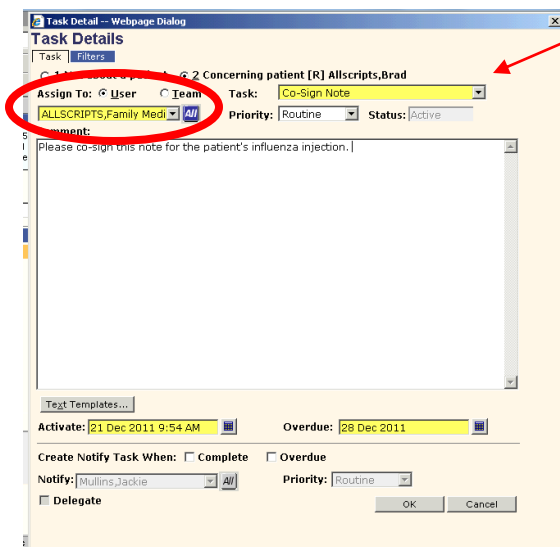 Task Detail -- Webpage Dialog
Task Details
Task Filters
2 Concerning patient [R] Allscripts,Brad
Assign To: User Team Task: Co-Sign Note
ALLSCRIPTS,Family Medi All Priority: Routine Status: Active
Comment:
Please co-sign this note for the patient's influenza injection.
Text Templates...
Activate: 21 Dec 2011 9:54 AM Overdue: 28 Dec 2011
Create Notify Task When: Complete Overdue
Notify: Mullins,Jackie All Priority: Routine
Delegate OK Cancel